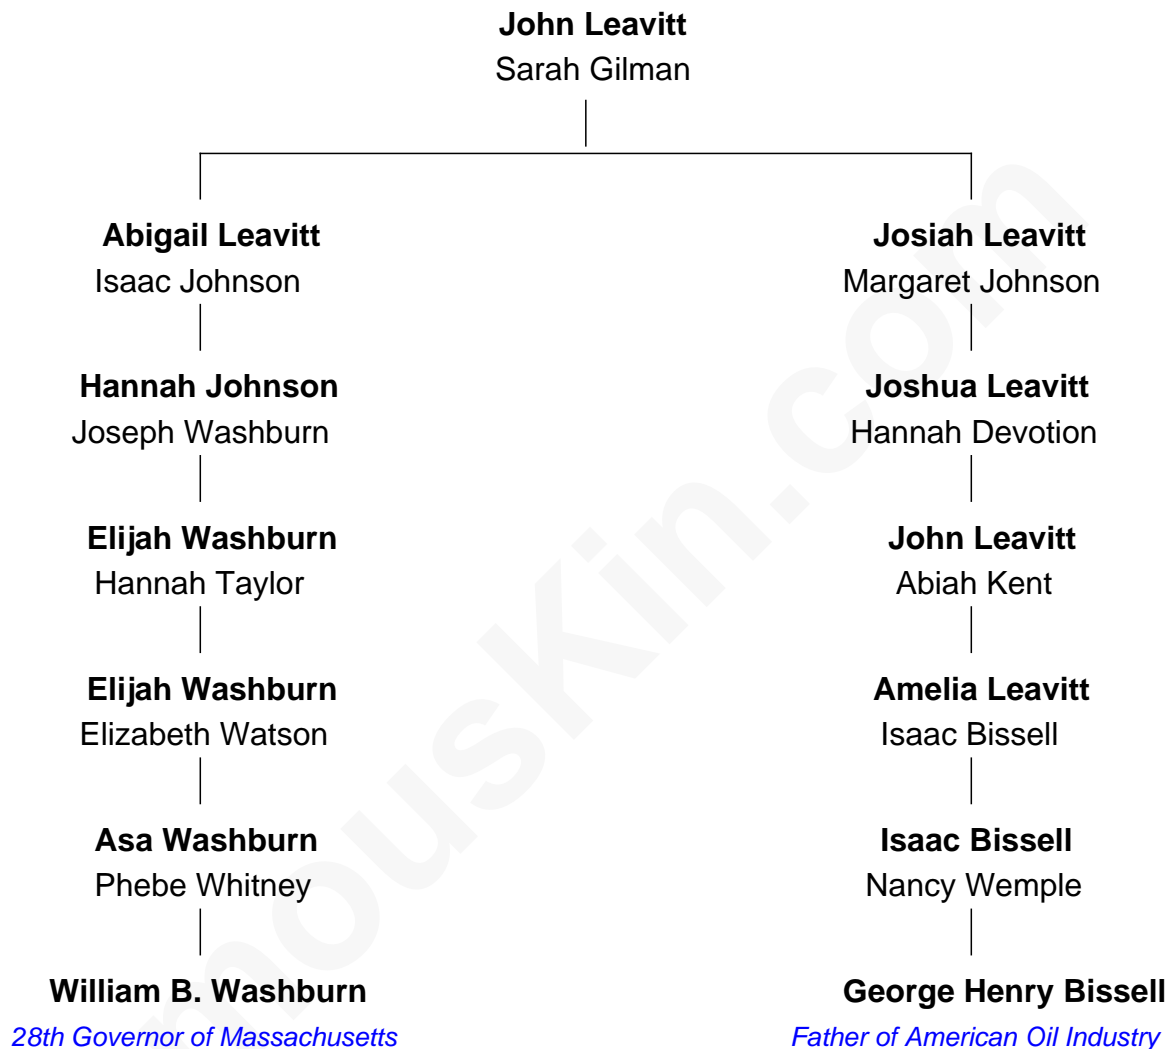 John Leavitt
Sarah Gilman
Abigail Leavitt
Isaac Johnson
Josiah Leavitt
Margaret Johnson
Hannah Johnson
Joseph Washburn
Joshua Leavitt
Hannah Devotion
Elijah Washburn
Hannah Taylor
John Leavitt
Abiah Kent
Elijah Washburn
Elizabeth Watson
Amelia Leavitt
Isaac Bissell
Asa Washburn
Phebe Whitney
Isaac Bissell
Nancy Wemple
William B. Washburn
28th Governor of Massachusetts
George Henry Bissell
Father of American Oil Industry
mousKin.com